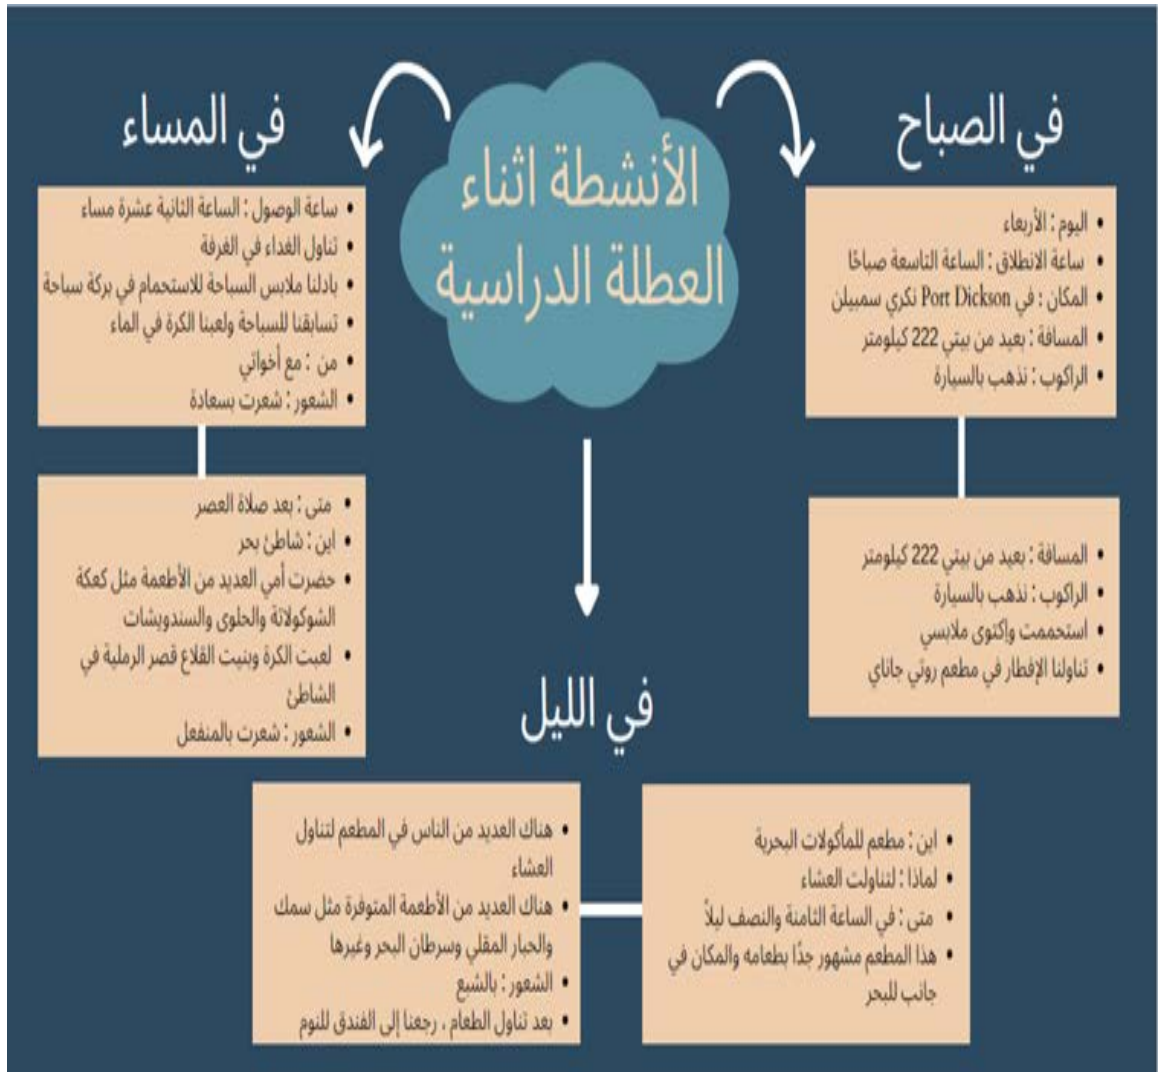 الأنشطة اثناء
العطلة الدراسية
في الصباح
• اليوم : الأربعاء
• ساعة الانطلاق : الساعة التاسعة صباحًا
• المكان : في Port Dickson نكري سمبيلن
• المسافة : بعيد من بيتي 222 كيلومتر
• الراكوب : نذهب بالسيارة
• المسافة : بعيد من بيتي 222 كيلومتر
• الراكوب : نذهب بالسيارة
• استحممت وإكتوى ملابسي
• تناولنا الإفطار في مطعم روتي جاناي
في المساء
• ساعة الوصول : الساعة الثانية عشرة مساء
• تناول الغداء في الغرفة
• بادلنا ملابس السباحة للاستحمام في بركة سباحة
• تسابقنا للسباحة ولعبنا الكرة في الماء
• من : مع أخواتي
• الشعور : شعرت بسعادة
• متى : بعد صلاة العصر
• اين : شاطئ بحر
• حضرت أمي العديد من الأطعمة مثل كعكة
الشوكولاتة والحلوى والسندويشات
• لعبت الكرة وبنيت القلاع قصر الرملية في
الشاطئ
• الشعور : شعرت بالمنفعل
في الليل
• اين : مطعم للمأكولات البحرية
• لماذا : لتناولت العشاء
• متى : في الساعة الثامنة والنصف ليلاً
• هذا المطعم مشهور جدًا بطعامه والمكان في
جانب للبحر
• هناك العديد من الناس في المطعم لتناول
العشاء
• هناك العديد من الأطعمة المتوفرة مثل سمك
والحبار المقلي وسرطان البحر وغيرها
• الشعور : بالشبع
• بعد تناول الطعام ، رجعنا إلى الفندق للنوم